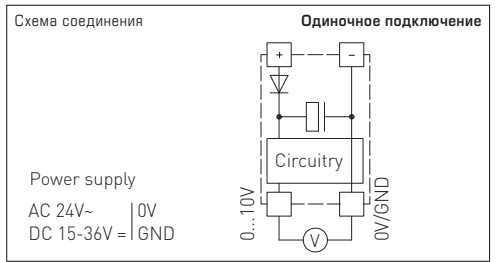 Схема соединения
Одиночное подключение
+
−
Circuitry
Power supply
AC 24V~ | 0V
DC 15-36V = | GND
0...10V
0V/GND
V